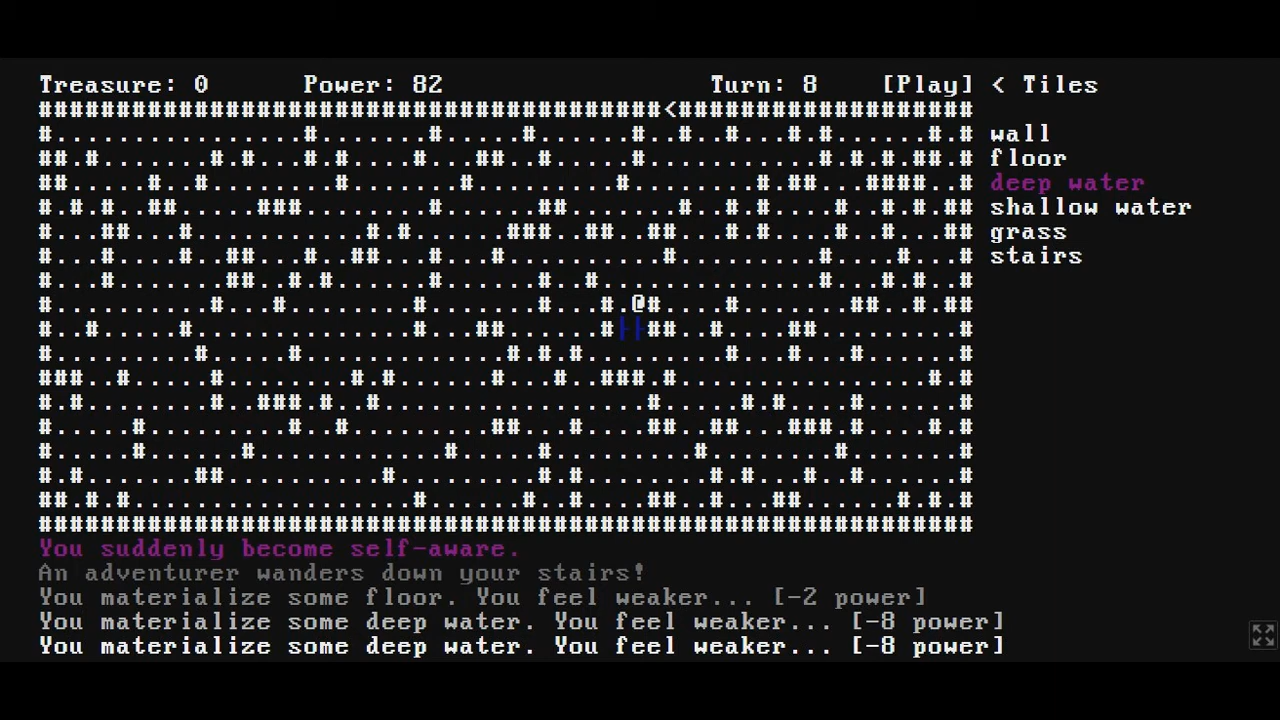 Treasure: 0 Power: 82 Turn: 8 [Play] < Tiles
wall
floor
deep water
shallow water
grass
stairs
You suddenly become self-aware.
An adventurer wanders down your stairs!
You materialize some floor. You feel weaker... [-2 power]
You materialize some deep water. You feel weaker... [-8 power]
You materialize some deep water. You feel weaker... [-8 power]